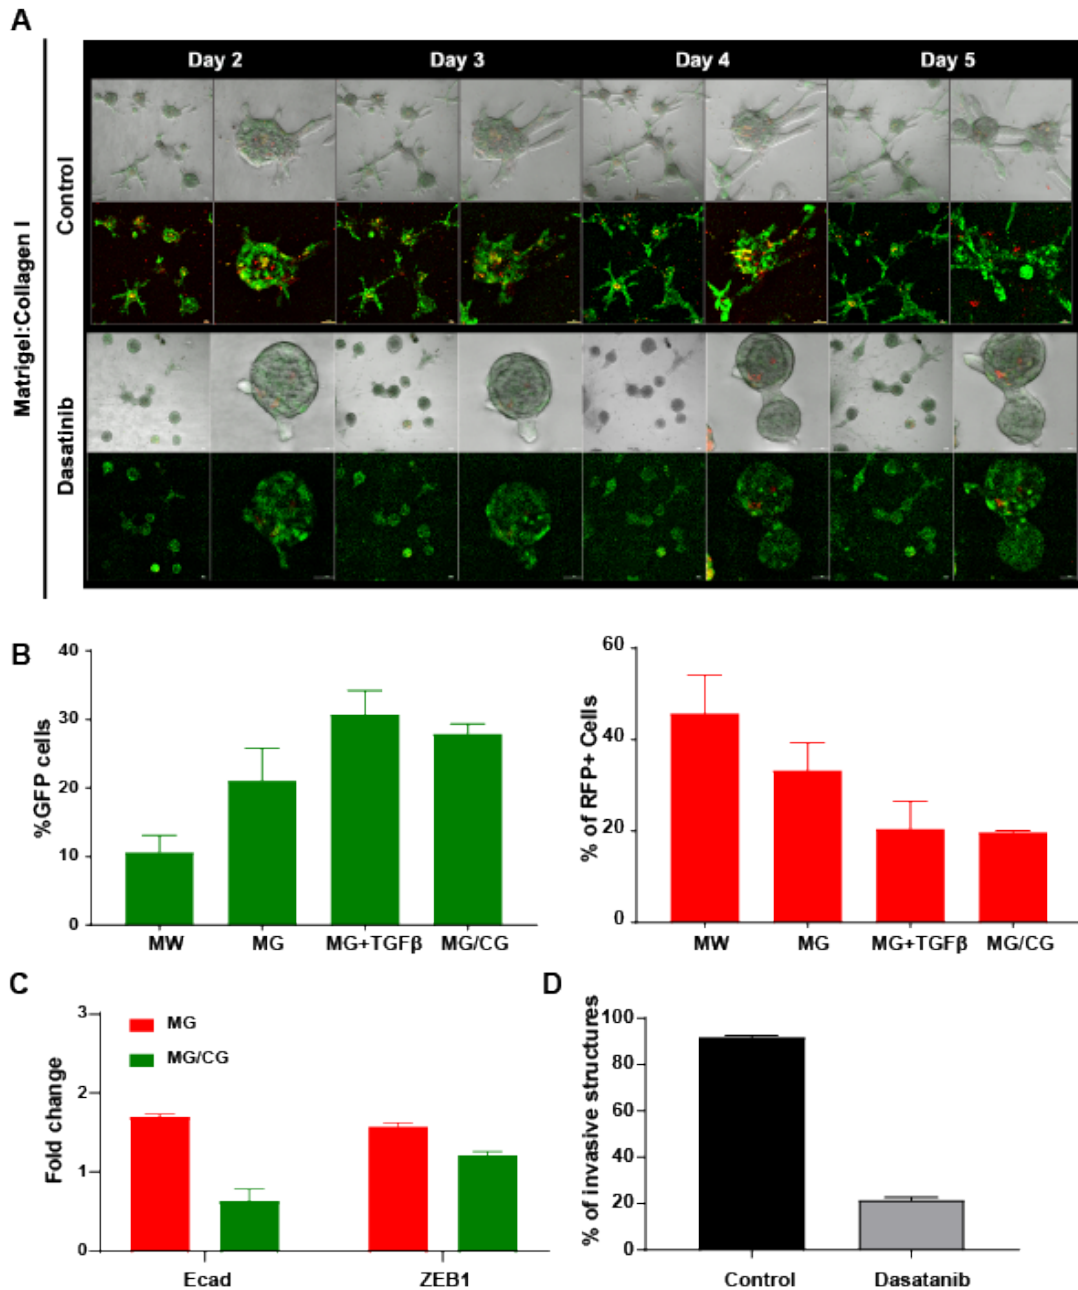 A
Day 2 Day 3 Day 4 Day 5
Matrigel:Collagen I
Control
Dasatinib
B
%GFP cells
40
30
20
10
0
MW MG MG+TGFβ MG/CG
% of RFP+ Cells
60
40
20
0
MW MG MG+TGFβ MG/CG
C
Fold change
3
2
1
0
MG
MG/CG
Ecad ZEB1
D
% of invasive structures
100
80
60
40
20
0
Control Dasatanib